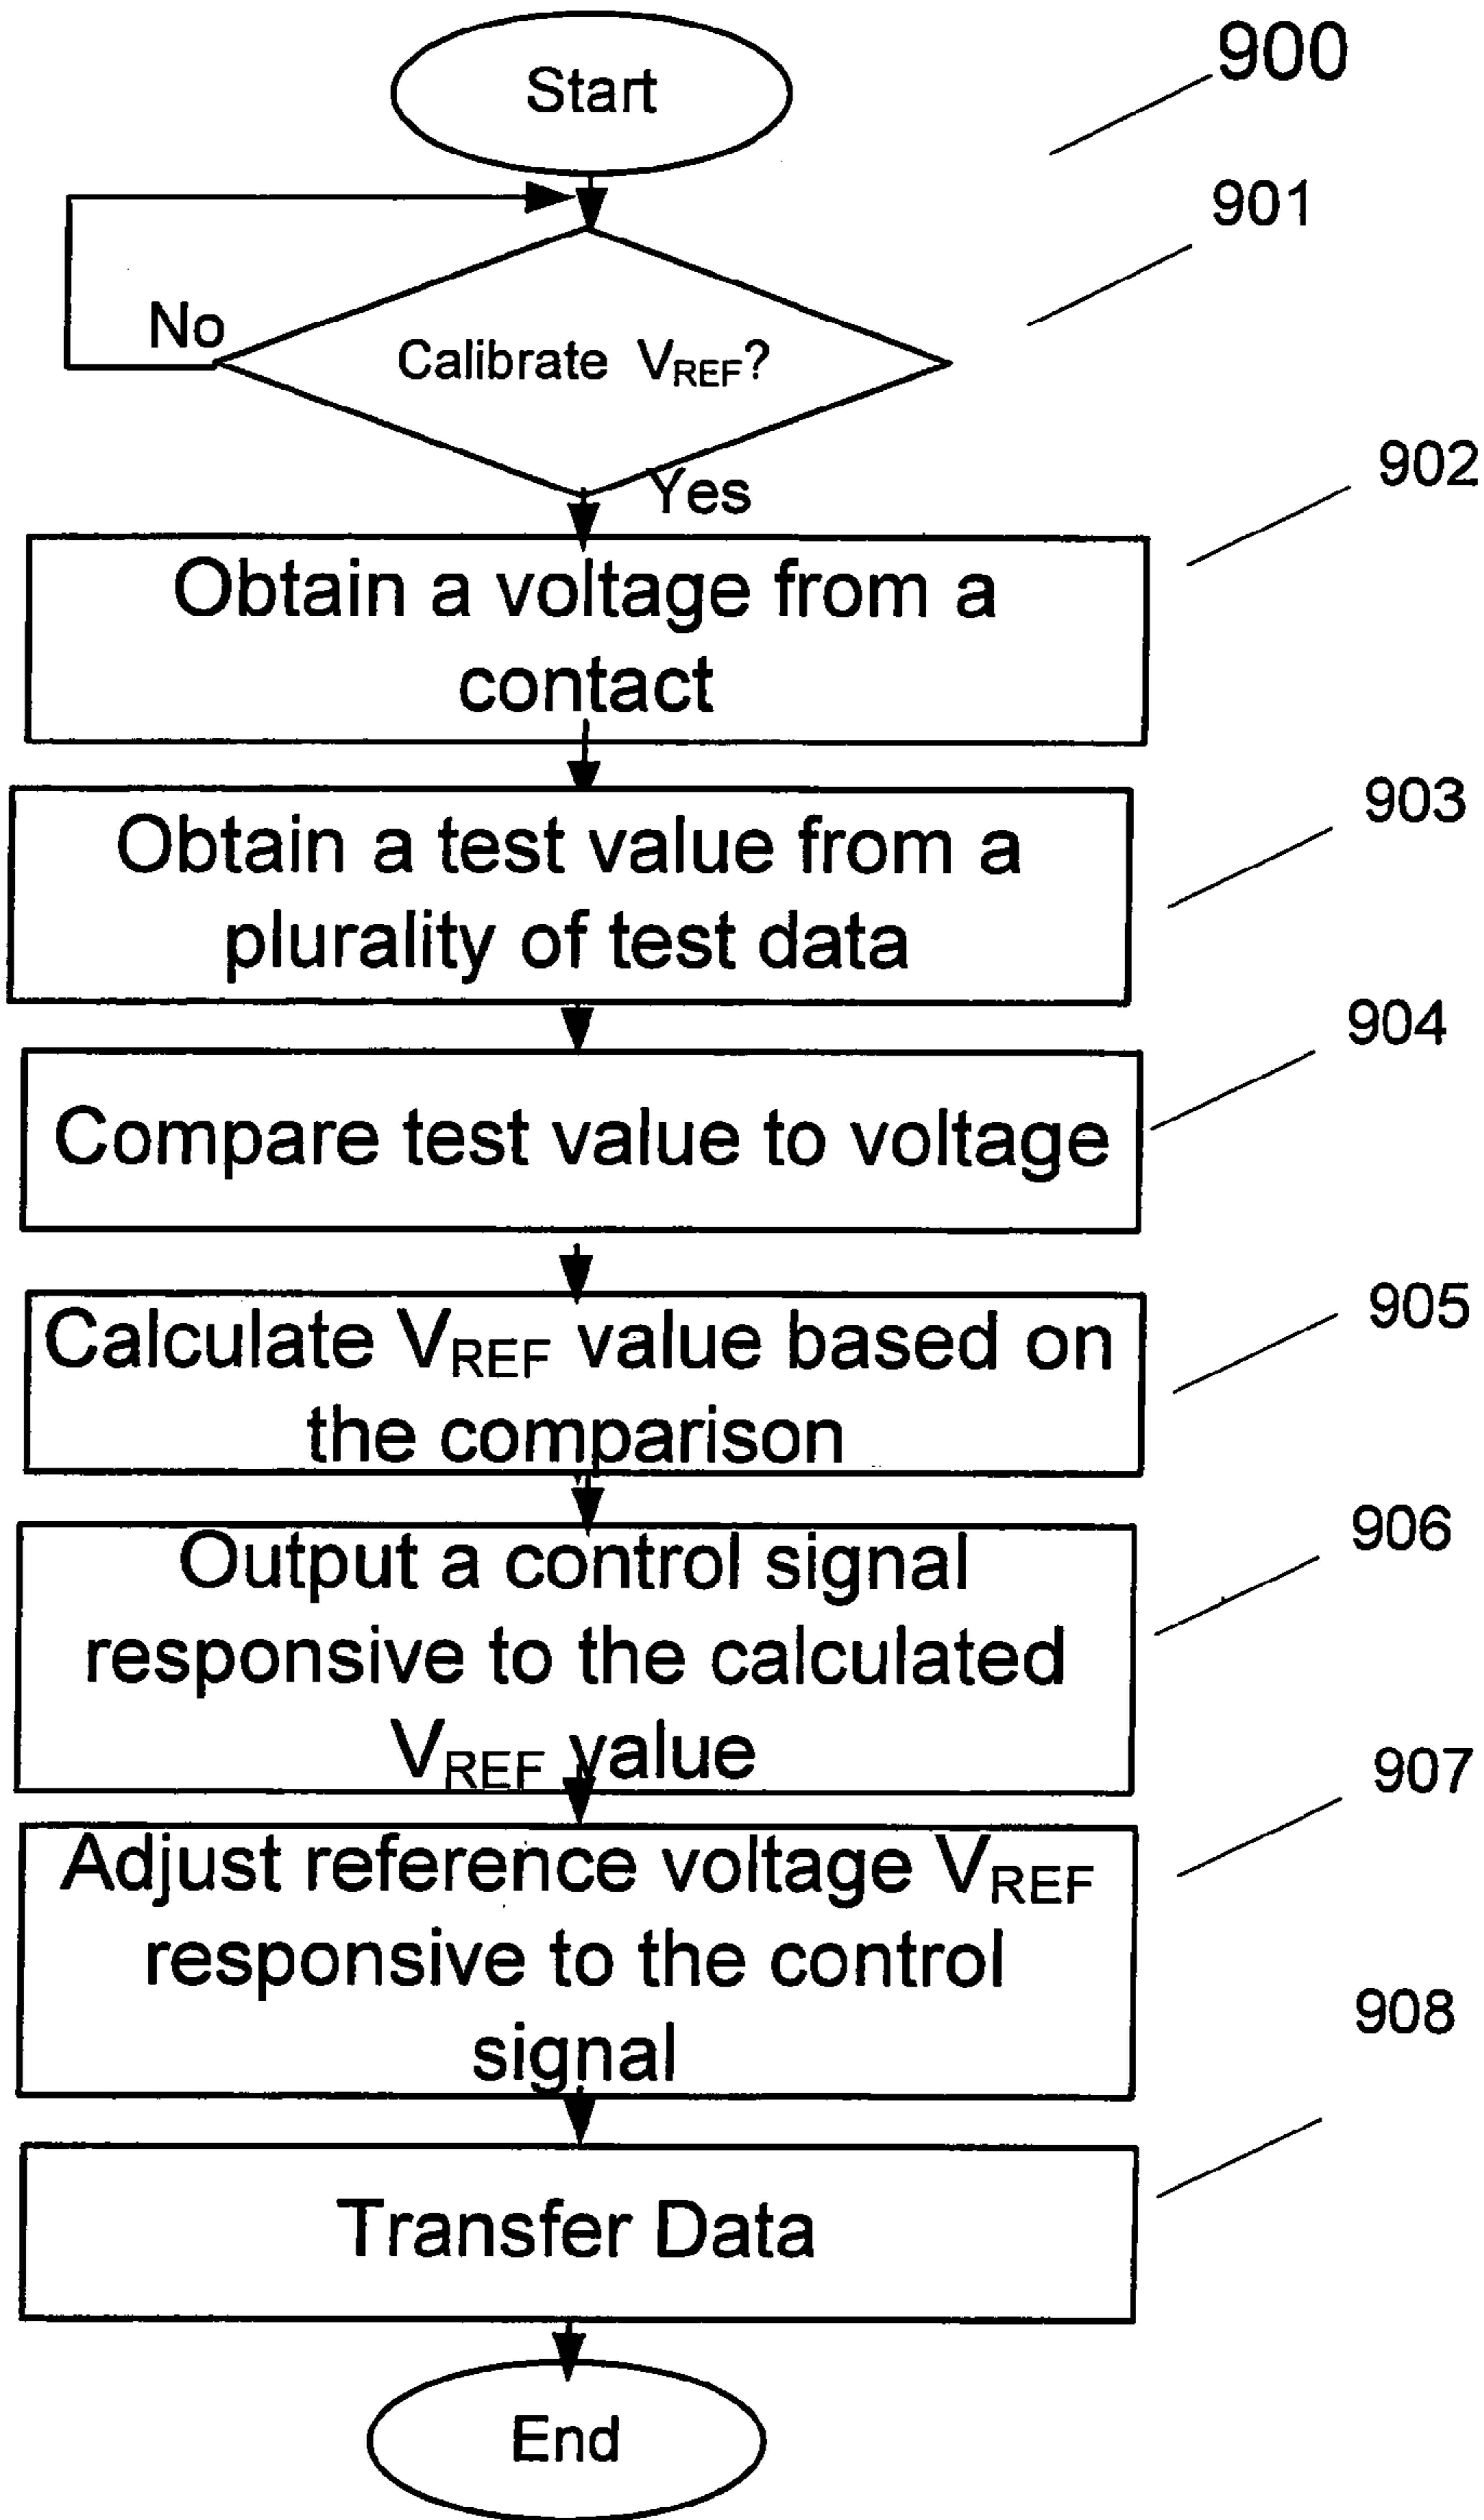 Start
900
901
No
Calibrate VREF?
Yes
902
Obtain a voltage from a
contact
903
Obtain a test value from a
plurality of test data
904
Compare test value to voltage
905
Calculate VREF value based on
the comparison
906
Output a control signal
responsive to the calculated
VREF value
907
Adjust reference voltage VREF
responsive to the control
signal
908
Transfer Data
End